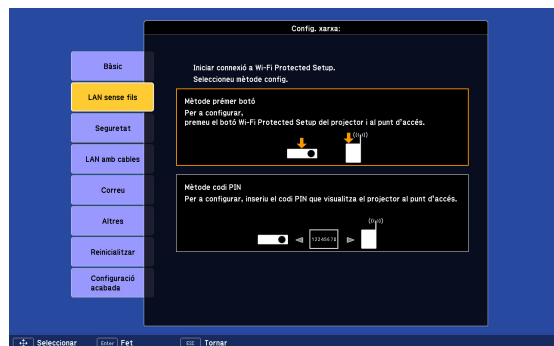 Config. xarxa:
Bàsic
LAN sense fils
Seguretat
LAN amb cables
Correu
Altres
Reinicialitzar
Configuració
acabada
Iniciar connexió a Wi-Fi Protected Setup.
Seleccioneu mètode config.
Mètode prémer botó
Per a configurar,
premeu el botó Wi-Fi Protected Setup del projector i al punt d'accés.
Mètode codi PIN
Per a configurar, inseriu el codi PIN que visualitza el projector al punt d'accés.
12345678
Seleccionar Enter Fet ESC Tornar